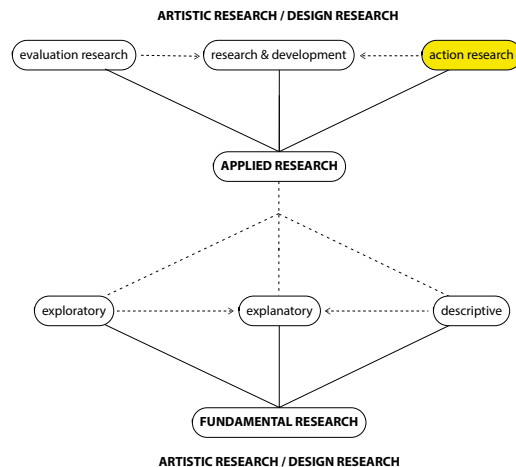 ARTISTIC RESEARCH / DESIGN RESEARCH
evaluation research
research & development
action research
APPLIED RESEARCH
exploratory
explanatory
descriptive
FUNDAMENTAL RESEARCH
ARTISTIC RESEARCH / DESIGN RESEARCH